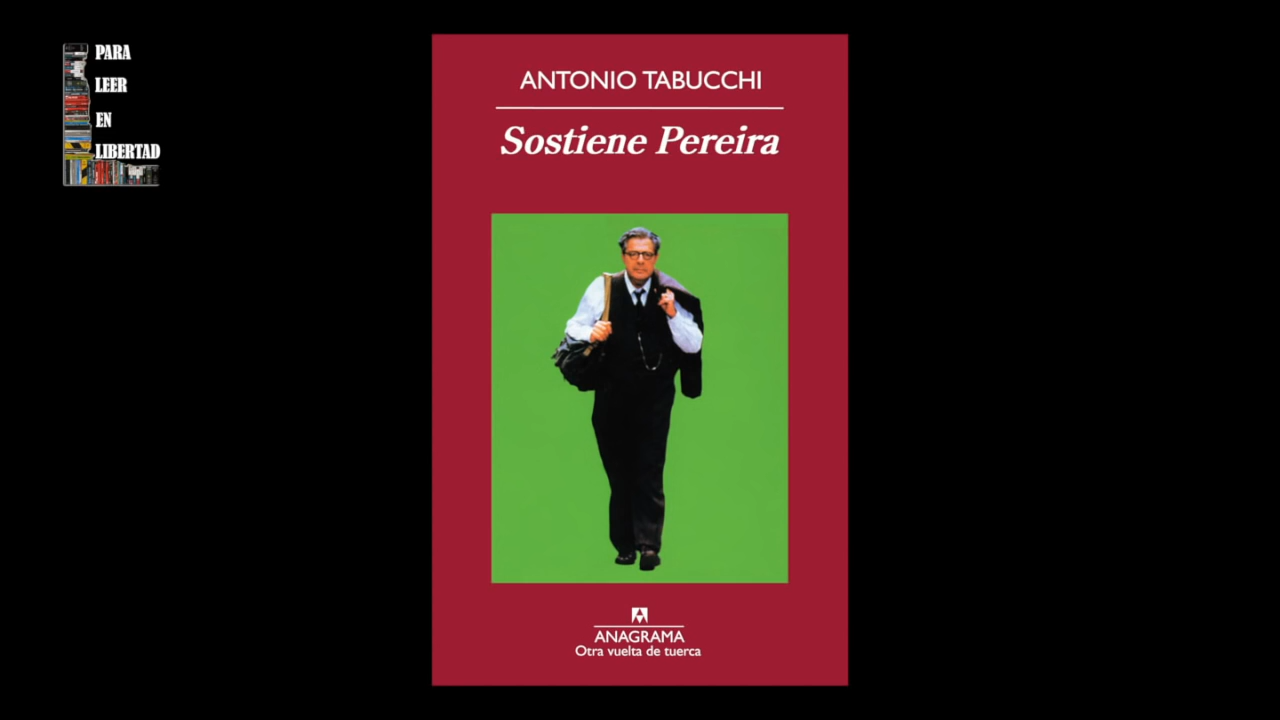 PARA
LEER
EN
LIBERTAD
ANTONIO TABUCCHI
Sostiene Pereira
ANAGRAMA
Otra vuelta de tuerca